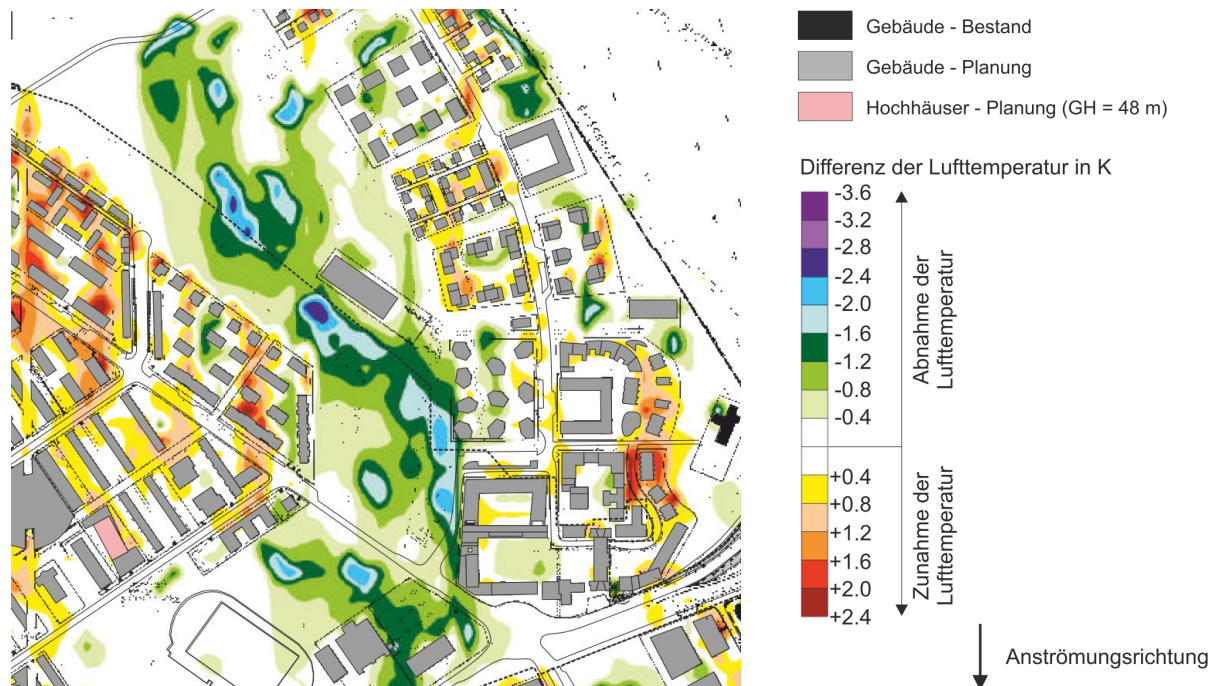 Gebäude - Bestand
Gebäude - Planung
Hochhäuser - Planung (GH = 48 m)
Differenz der Lufttemperatur in K
-3.6
-3.2
-2.8
-2.4
-2.0
-1.6
-1.2
-0.8
-0.4
+0.4
+0.8
+1.2
+1.6
+2.0
+2.4
Abnahme der
Lufttemperatur
Zunahme der
Lufttemperatur
Anströmungsrichtung